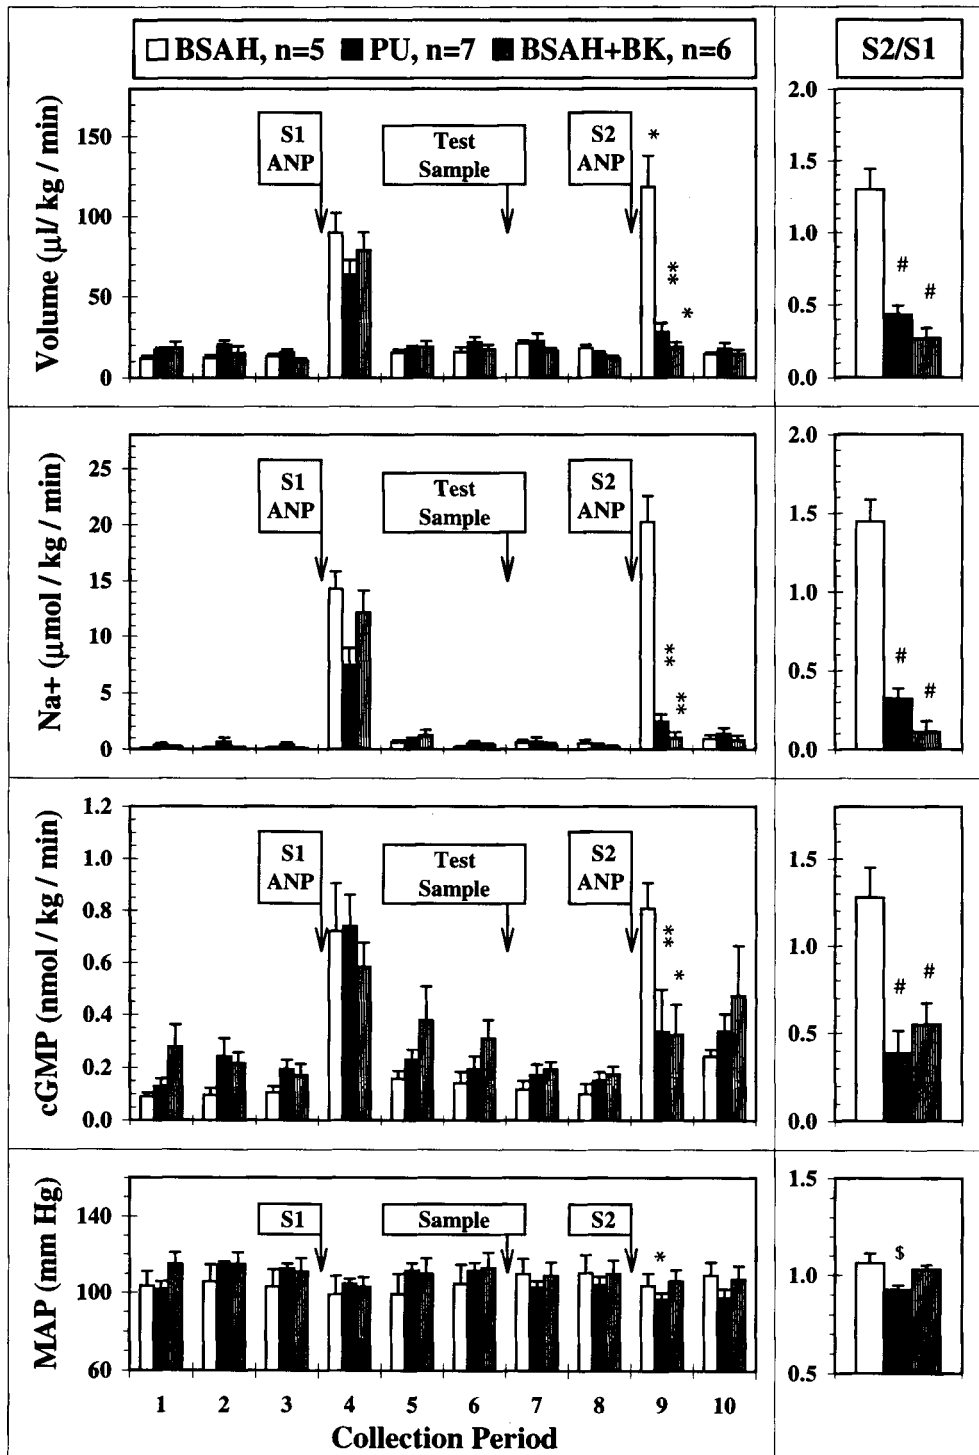 BSAH, n=5 PU, n=7 BSAH+BK, n=6
S2/S1
Volume (μl/ kg / min)
150
100
50
0
S1
ANP
Test
Sample
S2
ANP
*
**
*
2.0
1.5
1.0
0.5
0.0
#
#
Na+ (μmol / kg / min)
25
20
15
10
5
0
S1
ANP
Test
Sample
S2
ANP
**
**
2.0
1.5
1.0
0.5
0.0
#
#
cGMP (nmol / kg / min)
1.2
1.0
0.8
0.6
0.4
0.2
0.0
S1
ANP
Test
Sample
S2
ANP
**
*
1.5
1.0
0.5
0.0
#
#
MAP (mm Hg)
140
100
60
S1
Sample
S2
*
1.5
1.0
0.5
$
1 2 3 4 5 6 7 8 9 10
Collection Period